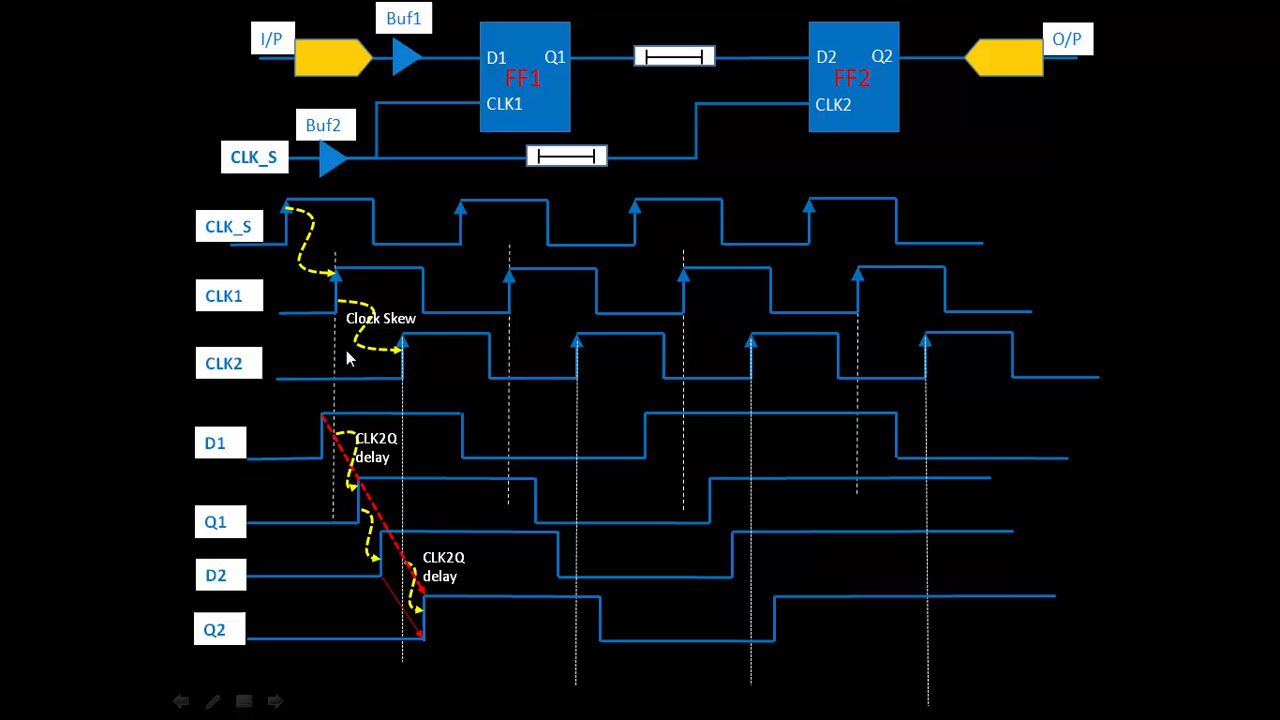 Buf1
I/P
O/P
D1
Q1
FF1
CLK1
D2
Q2
FF2
CLK2
Buf2
CLK_S
CLK_S
CLK1
Clock Skew
CLK2
D1
CLK2Q
delay
Q1
D2
CLK2Q
delay
Q2